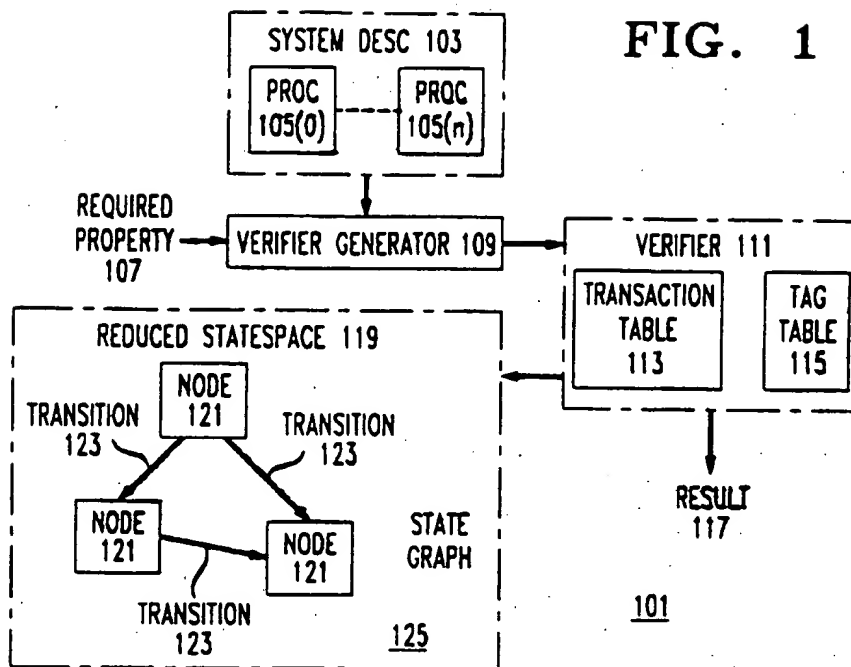 FIG. 1
SYSTEM DESC 103
PROC
105(0)
PROC
105(n)
REQUIRED
PROPERTY
107
VERIFIER GENERATOR 109
VERIFIER 111
TRANSACTION
TABLE
113
TAG
TABLE
115
REDUCED STATESPACE 119
NODE
121
TRANSITION
123
TRANSITION
123
NODE
121
NODE
121
TRANSITION
123
STATE
GRAPH
125
RESULT
117
101